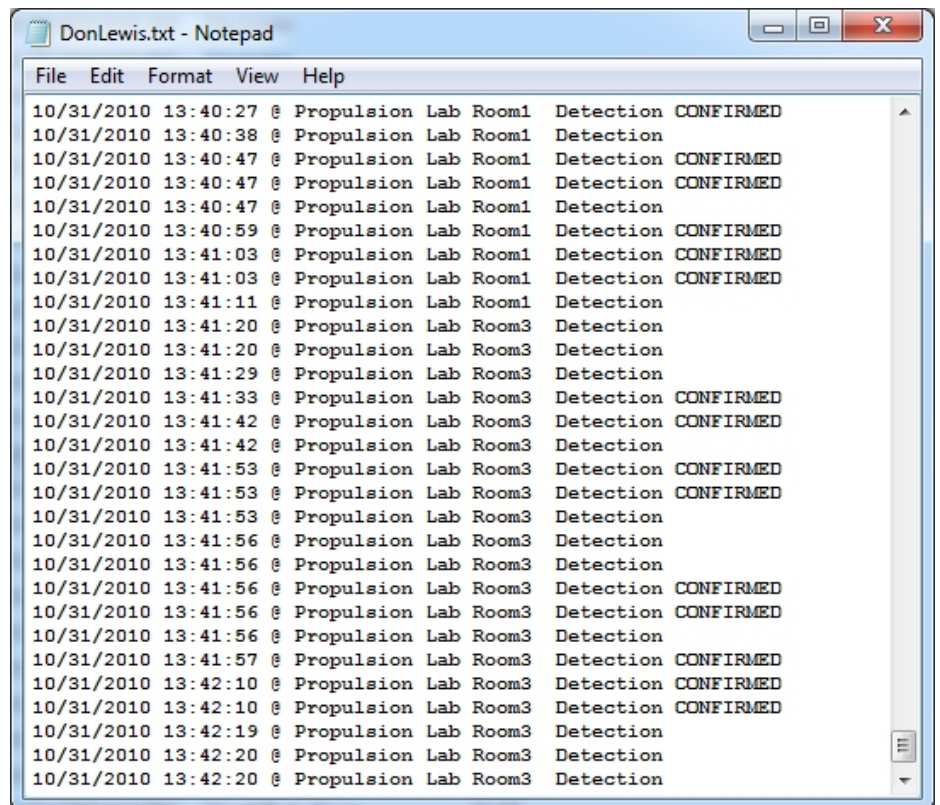 DonLewis.txt - Notepad
File Edit Format View Help
10/31/2010 13:40:27 @ Propulsion Lab Room1 Detection CONFIRMED
10/31/2010 13:40:38 @ Propulsion Lab Room1 Detection
10/31/2010 13:40:47 @ Propulsion Lab Room1 Detection CONFIRMED
10/31/2010 13:40:47 @ Propulsion Lab Room1 Detection CONFIRMED
10/31/2010 13:40:47 @ Propulsion Lab Room1 Detection
10/31/2010 13:40:59 @ Propulsion Lab Room1 Detection CONFIRMED
10/31/2010 13:41:03 @ Propulsion Lab Room1 Detection CONFIRMED
10/31/2010 13:41:03 @ Propulsion Lab Room1 Detection CONFIRMED
10/31/2010 13:41:11 @ Propulsion Lab Room1 Detection
10/31/2010 13:41:20 @ Propulsion Lab Room3 Detection
10/31/2010 13:41:20 @ Propulsion Lab Room3 Detection
10/31/2010 13:41:29 @ Propulsion Lab Room3 Detection
10/31/2010 13:41:33 @ Propulsion Lab Room3 Detection CONFIRMED
10/31/2010 13:41:42 @ Propulsion Lab Room3 Detection CONFIRMED
10/31/2010 13:41:42 @ Propulsion Lab Room3 Detection
10/31/2010 13:41:53 @ Propulsion Lab Room3 Detection CONFIRMED
10/31/2010 13:41:53 @ Propulsion Lab Room3 Detection CONFIRMED
10/31/2010 13:41:53 @ Propulsion Lab Room3 Detection
10/31/2010 13:41:56 @ Propulsion Lab Room3 Detection
10/31/2010 13:41:56 @ Propulsion Lab Room3 Detection
10/31/2010 13:41:56 @ Propulsion Lab Room3 Detection CONFIRMED
10/31/2010 13:41:56 @ Propulsion Lab Room3 Detection CONFIRMED
10/31/2010 13:41:56 @ Propulsion Lab Room3 Detection
10/31/2010 13:41:57 @ Propulsion Lab Room3 Detection CONFIRMED
10/31/2010 13:42:10 @ Propulsion Lab Room3 Detection CONFIRMED
10/31/2010 13:42:10 @ Propulsion Lab Room3 Detection CONFIRMED
10/31/2010 13:42:19 @ Propulsion Lab Room3 Detection
10/31/2010 13:42:20 @ Propulsion Lab Room3 Detection
10/31/2010 13:42:20 @ Propulsion Lab Room3 Detection